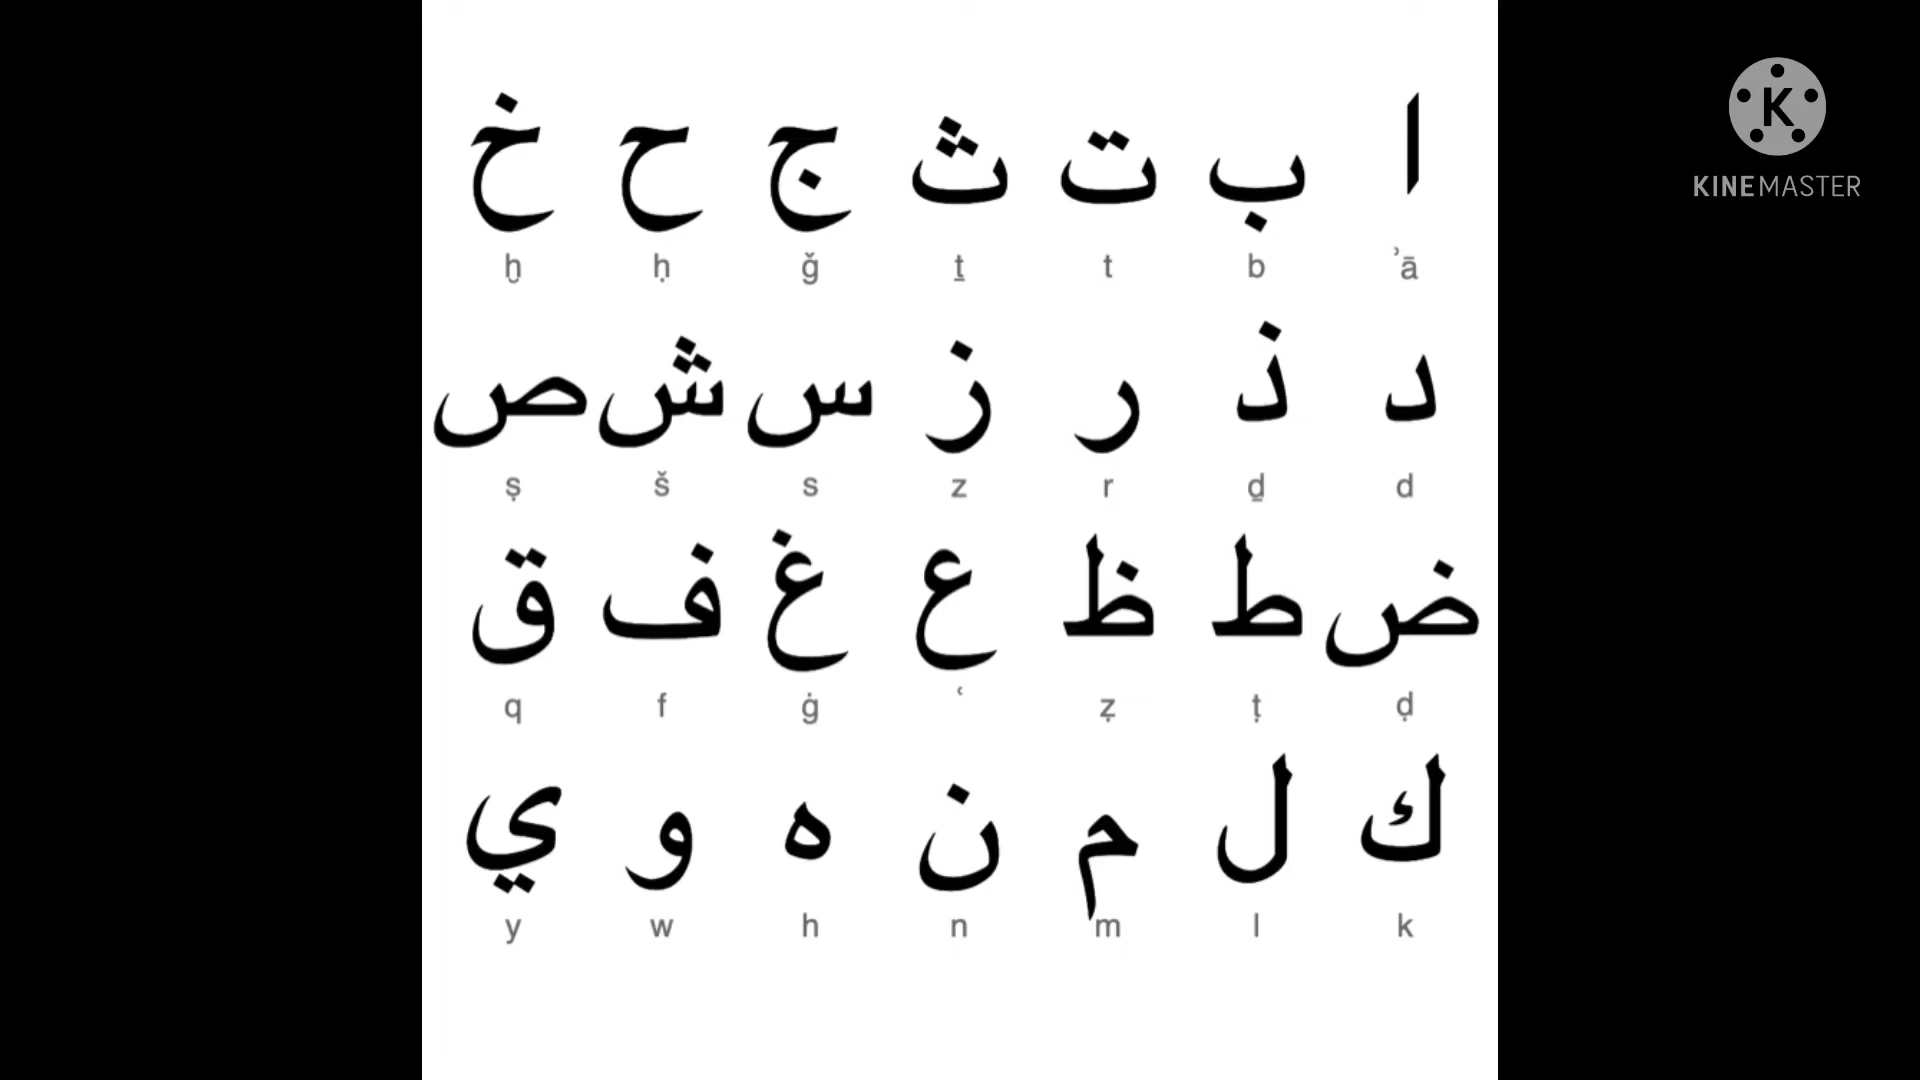 ا ب ت ث ج ح خ
ʾā b t ṯ ǧ ḥ ḫ
د ذ ر ز س ش ص
d ḏ r z s š ṣ
ض ط ظ ع غ ف ق
ḍ ṭ ẓ ʿ ġ f q
ك ل م ن ه و ي
k l m n h w y
K
KINEMASTER